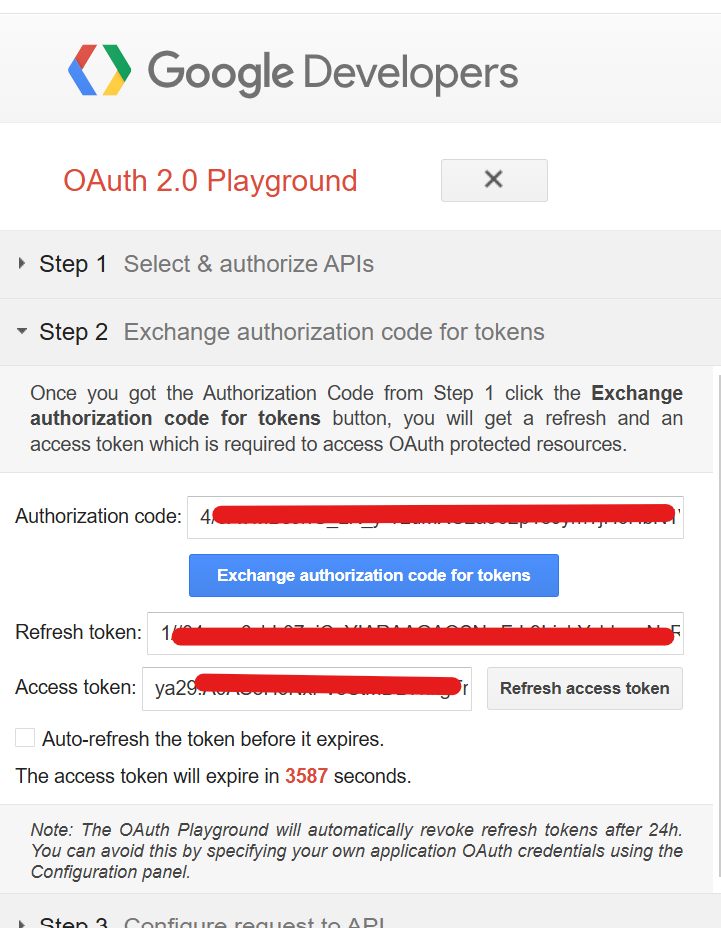 Google Developers
OAuth 2.0 Playground
Step 1 Select & authorize APIs
Step 2 Exchange authorization code for tokens
Once you got the Authorization Code from Step 1 click the Exchange
authorization code for tokens button, you will get a refresh and an
access token which is required to access OAuth protected resources.
Authorization code: 4/
Exchange authorization code for tokens
Refresh token: 1/
Access token: ya29.
Refresh access token
Auto-refresh the token before it expires.
The access token will expire in 3587 seconds.
Note: The OAuth Playground will automatically revoke refresh tokens after 24h.
You can avoid this by specifying your own application OAuth credentials using the
Configuration panel.
Step 3 Configure request to API